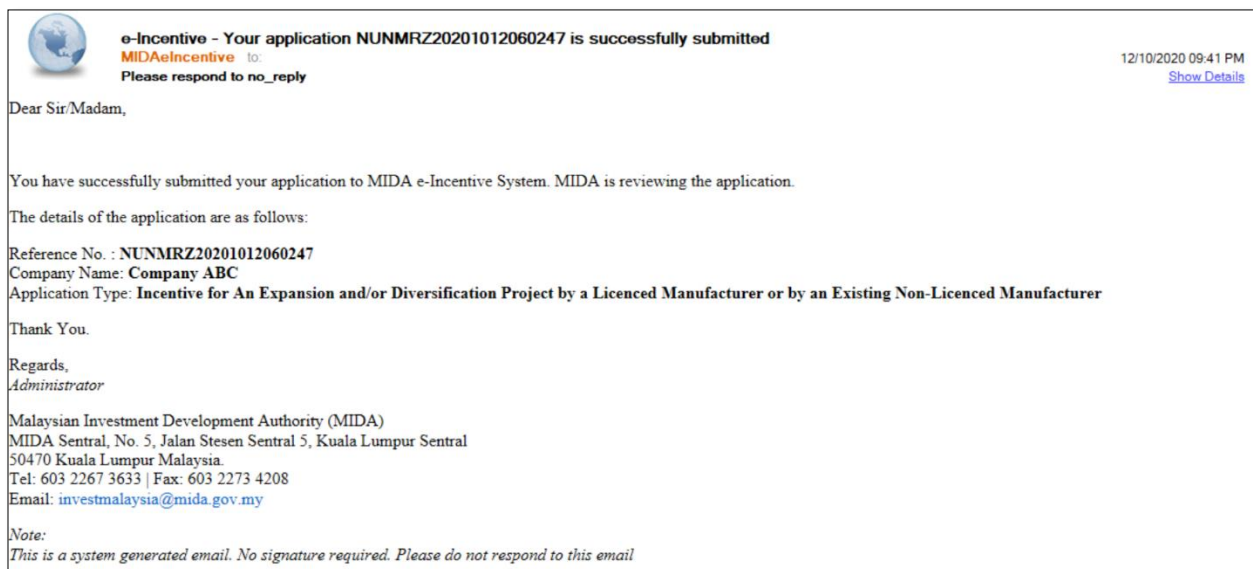 e-Incentive - Your application NUNMRZ20201012060247 is successfully submitted
MIDAeIncentive to:
12/10/2020 09:41 PM
Please respond to no_reply
Show Details
Dear Sir/Madam,
You have successfully submitted your application to MIDA e-Incentive System. MIDA is reviewing the application.
The details of the application are as follows:
Reference No. : NUNMRZ20201012060247
Company Name: Company ABC
Application Type: Incentive for An Expansion and/or Diversification Project by a Licenced Manufacturer or by an Existing Non-Licenced Manufacturer
Thank You.
Regards,
Administrator
Malaysian Investment Development Authority (MIDA)
MIDA Sentral, No. 5, Jalan Stesen Sentral 5, Kuala Lumpur Sentral
50470 Kuala Lumpur Malaysia.
Tel: 603 2267 3633 | Fax: 603 2273 4208
Email: investmalaysia@mida.gov.my
Note:
This is a system generated email. No signature required. Please do not respond to this email